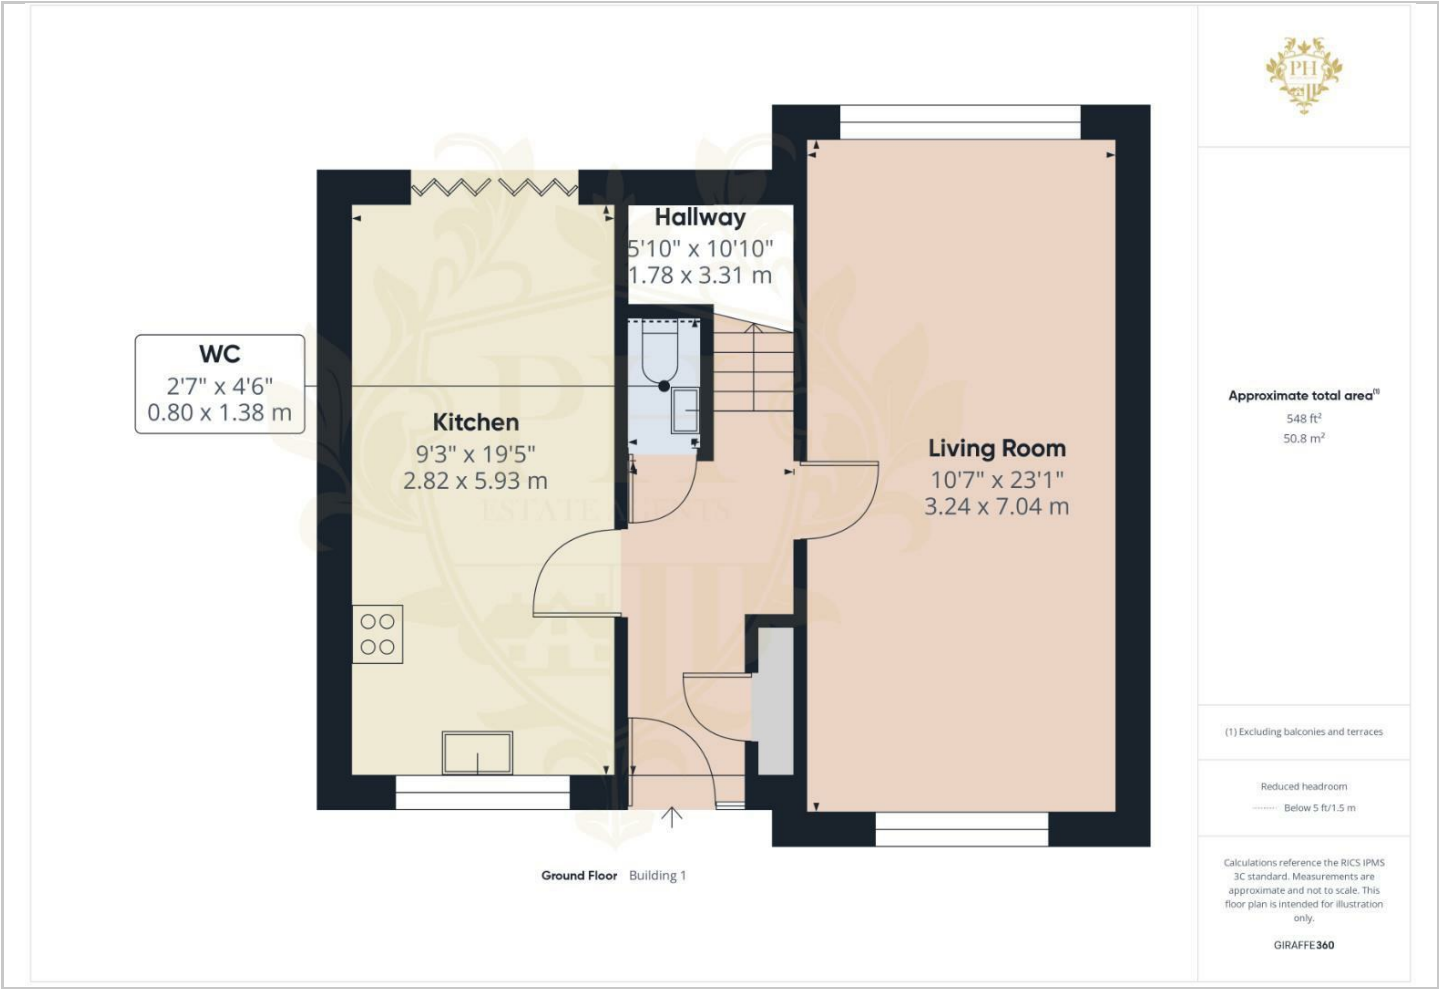 PH
Hallway
5'10" x 10'10"
1.78 x 3.31 m
WC
2'7" x 4'6"
0.80 x 1.38 m
Kitchen
9'3" x 19'5"
2.82 x 5.93 m
Living Room
10'7" x 23'1"
3.24 x 7.04 m
PH
ESTATE AGENTS
Ground Floor Building 1
Approximate total area(1)
548 ft²
50.8 m²
(1) Excluding balconies and terraces
Reduced headroom
Below 5 ft/1.5 m
Calculations reference the RICS IPMS
3C standard. Measurements are
approximate and not to scale. This
floor plan is intended for illustration
only.
GIRAFFE360